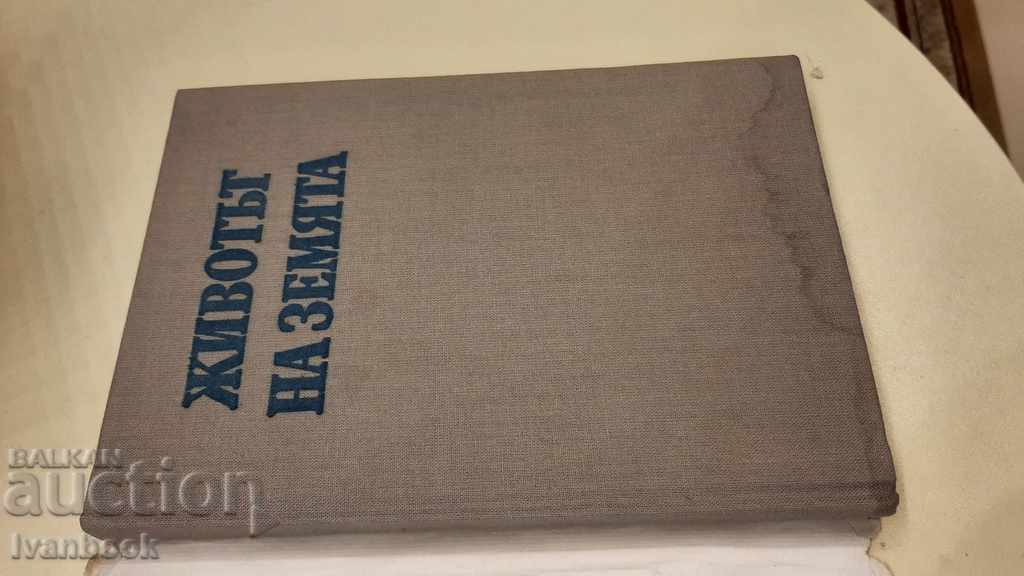 ЖИВОТЪТ
НА ЗЕМЯТА
BALKAN
auction
Ivanbook